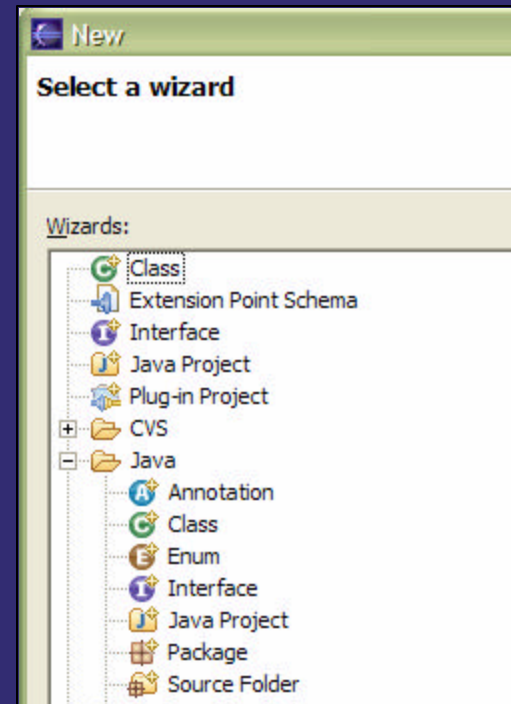 New
Select a wizard
Wizards:
Class
Extension Point Schema
Interface
Java Project
Plug-in Project
CVS
Java
Annotation
Class
Enum
Interface
Java Project
Package
Source Folder